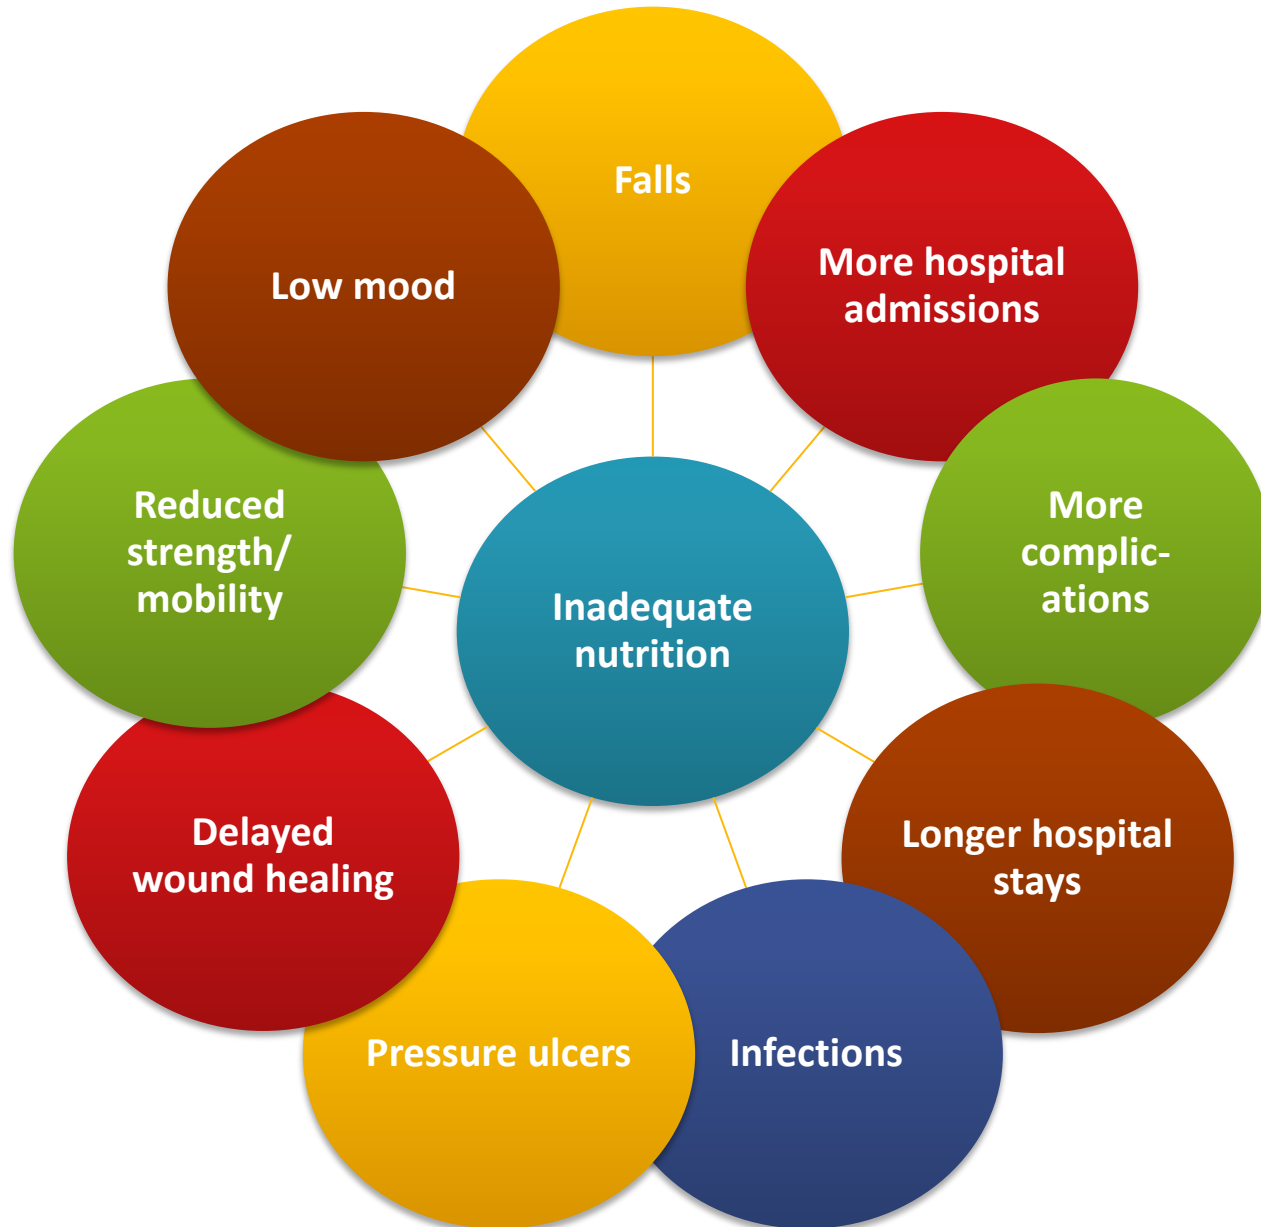 Falls
More hospital
admissions
More
complic-
ations
Longer hospital
stays
Infections
Pressure ulcers
Delayed
wound healing
Reduced
strength/
mobility
Low mood
Inadequate
nutrition